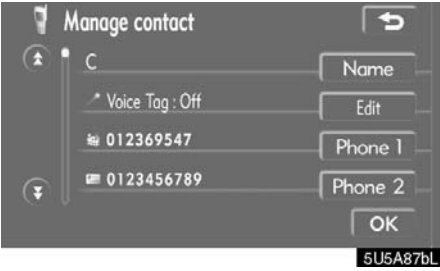 Manage contact
C Name
Voice Tag : Off Edit
012369547 Phone 1
0123456789 Phone 2
OK
5U5A87bL